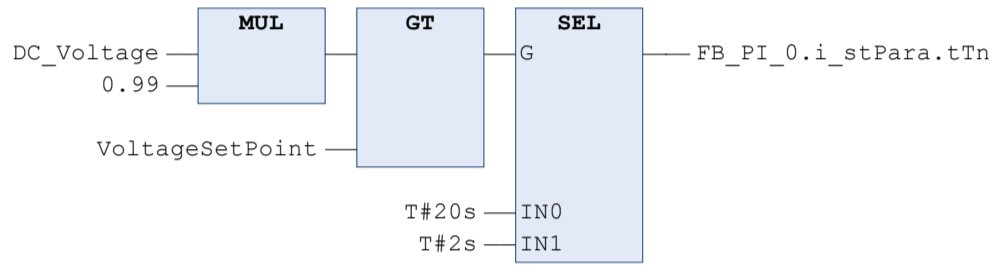 MUL GT SEL
DC_Voltage G FB_PI_0.i_stPara.tTn
0.99
VoltageSetPoint
T#20s IN0
T#2s IN1